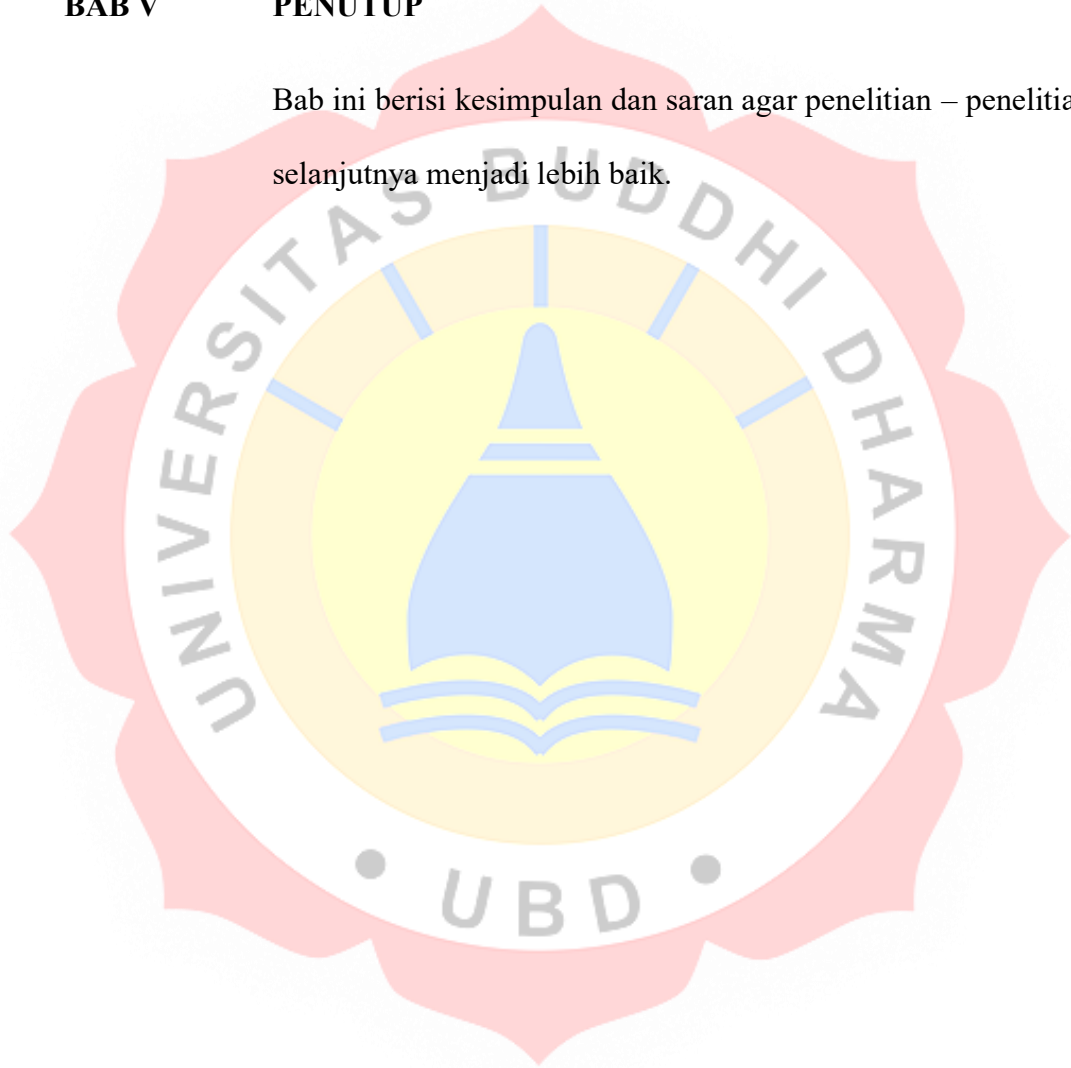 BAB V PENUTUP
Bab ini berisi kesimpulan dan saran agar penelitian – penelitia
selanjutnya menjadi lebih baik.
UNIVERSITAS BUDDHI DHARMA
• UBD •